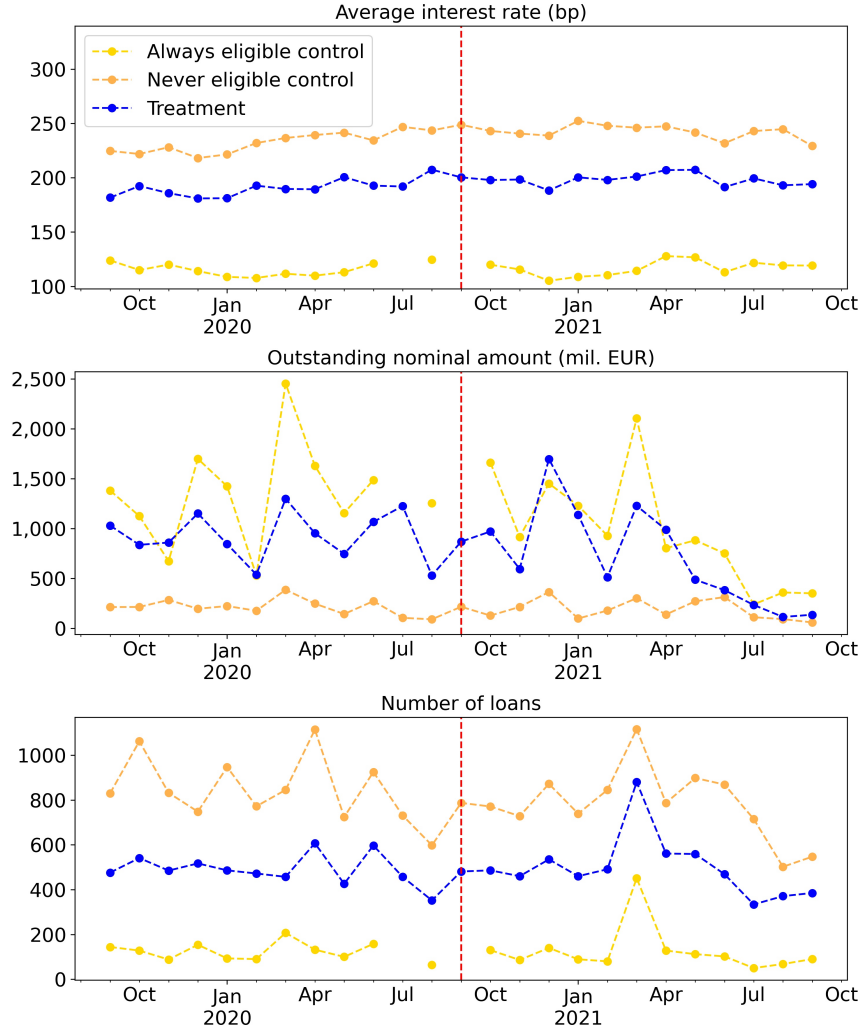 Average interest rate (bp)
300
250
200
150
100
Always eligible control
Never eligible control
Treatment
Oct Jan Apr Jul Oct Jan Apr Jul Oct
2020 2021
Outstanding nominal amount (mil. EUR)
2,500
2,000
1,500
1,000
500
0
Oct Jan Apr Jul Oct Jan Apr Jul Oct
2020 2021
Number of loans
1000
800
600
400
200
0
Oct Jan Apr Jul Oct Jan Apr Jul Oct
2020 2021